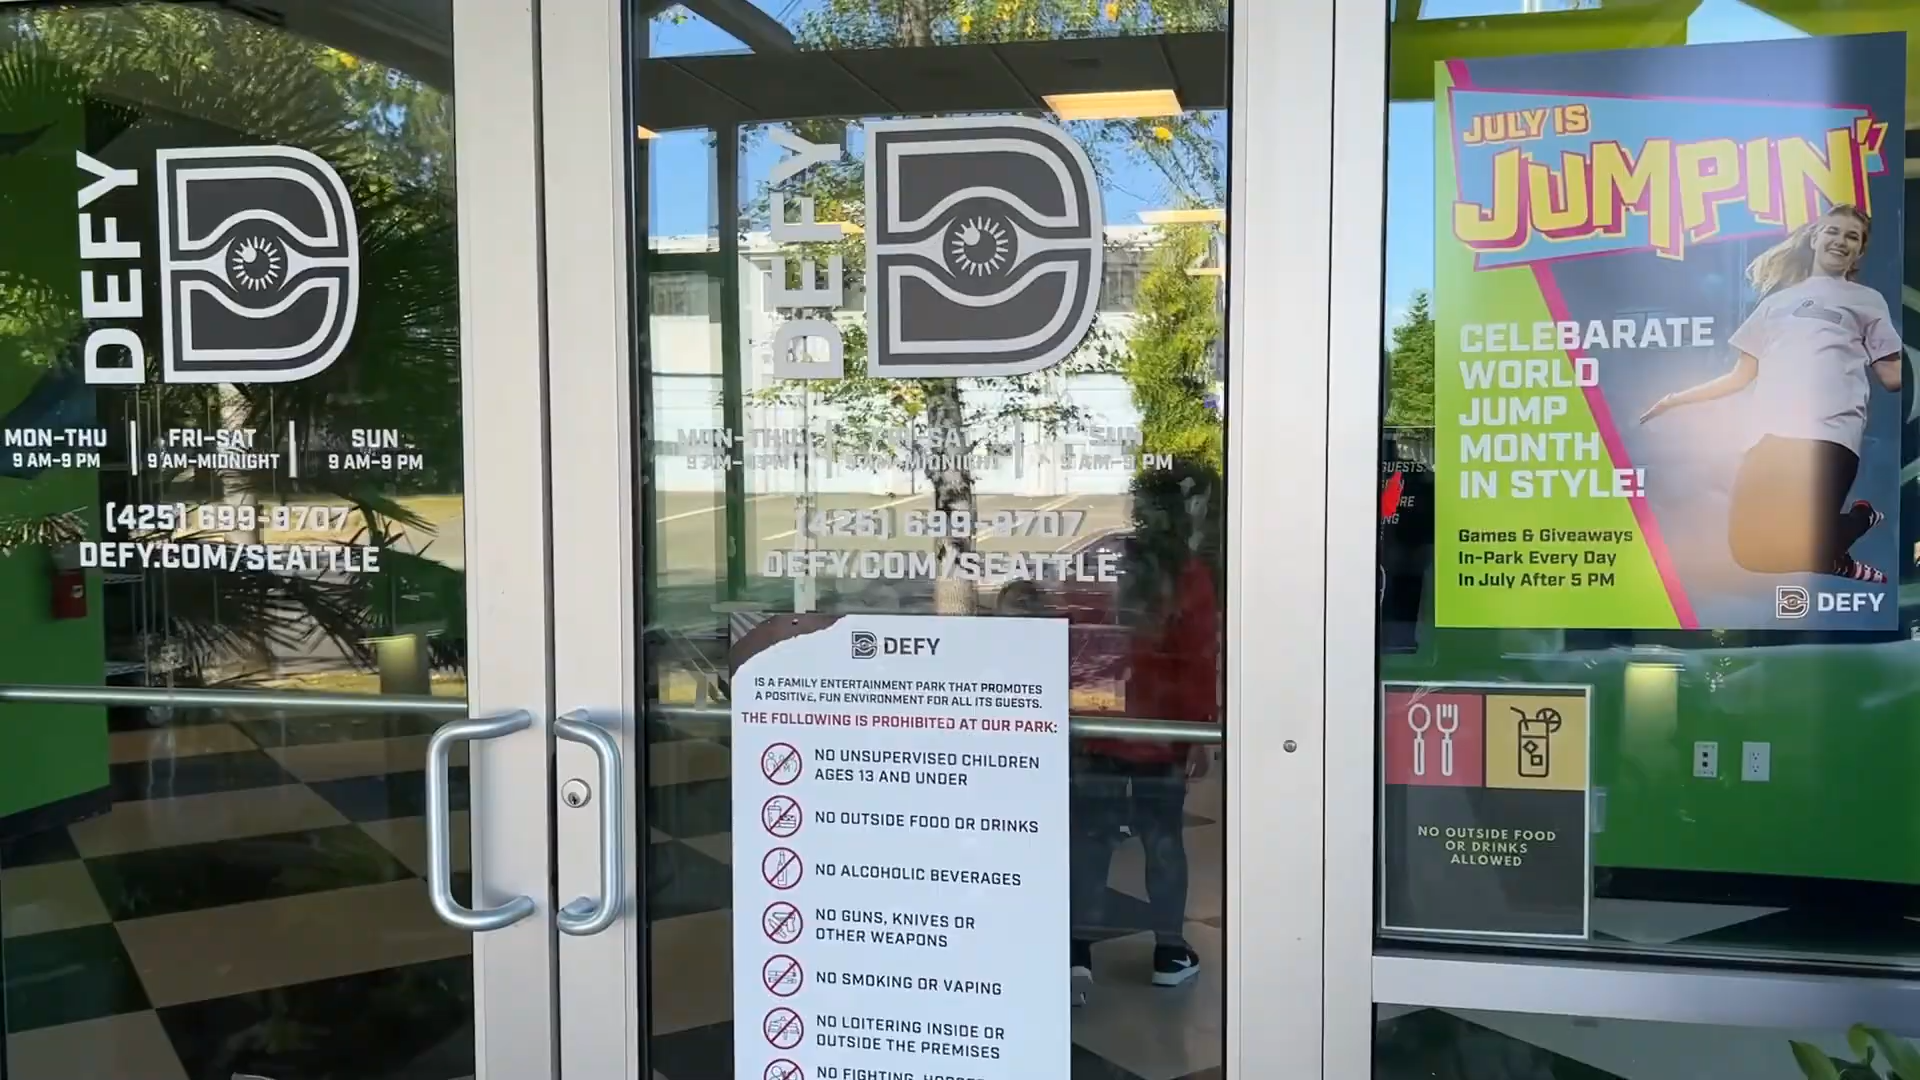 DEFY
MON-THU
9 AM-9 PM
FRI-SAT
9 AM-MIDNIGHT
SUN
9 AM-9 PM
(425) 699-9707
DEFY.COM/SEATTLE
DEFY
MON-THU
9 AM-9 PM
FRI-SAT
9 AM-MIDNIGHT
SUN
9 AM-9 PM
(425) 699-9707
DEFY.COM/SEATTLE
DEFY
IS A FAMILY ENTERTAINMENT PARK THAT PROMOTES
A POSITIVE, FUN ENVIRONMENT FOR ALL ITS GUESTS.
THE FOLLOWING IS PROHIBITED AT OUR PARK:
NO UNSUPERVISED CHILDREN
AGES 13 AND UNDER
NO OUTSIDE FOOD OR DRINKS
NO ALCOHOLIC BEVERAGES
NO GUNS, KNIVES OR
OTHER WEAPONS
NO SMOKING OR VAPING
NO LOITERING INSIDE OR
OUTSIDE THE PREMISES
NO FIGHTING,
JULY IS
JUMPIN'
CELEBARATE
WORLD
JUMP
MONTH
IN STYLE!
Games & Giveaways
In-Park Every Day
In July After 5 PM
DEFY
NO OUTSIDE FOOD
OR DRINKS
ALLOWED